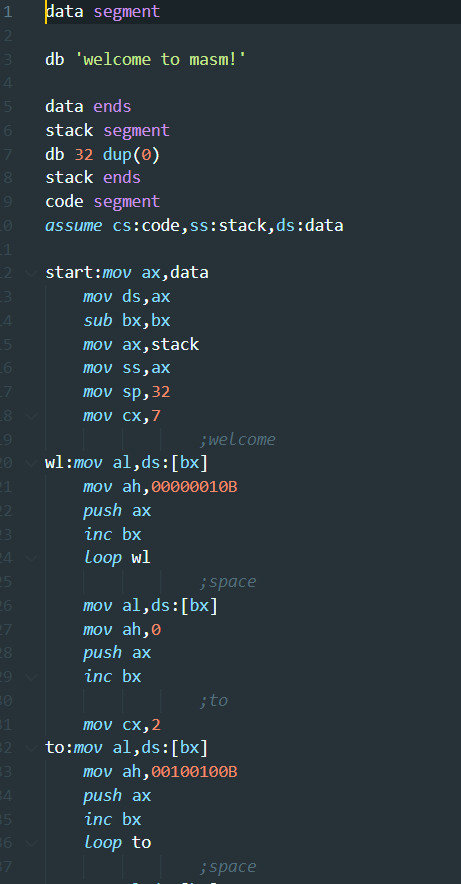 1 data segment
2
3 db 'welcome to masm!'
4
5 data ends
6 stack segment
7 db 32 dup(0)
8 stack ends
9 code segment
10 assume cs:code,ss:stack,ds:data
11
12 start:mov ax,data
13 mov ds,ax
14 sub bx,bx
15 mov ax,stack
16 mov ss,ax
17 mov sp,32
18 mov cx,7
19 ;welcome
20 wl:mov al,ds:[bx]
21 mov ah,00000010B
22 push ax
23 inc bx
24 loop wl
25 ;space
26 mov al,ds:[bx]
27 mov ah,0
28 push ax
29 inc bx
30 ;to
31 mov cx,2
32 to:mov al,ds:[bx]
33 mov ah,00100100B
34 push ax
35 inc bx
36 loop to
37 ;space